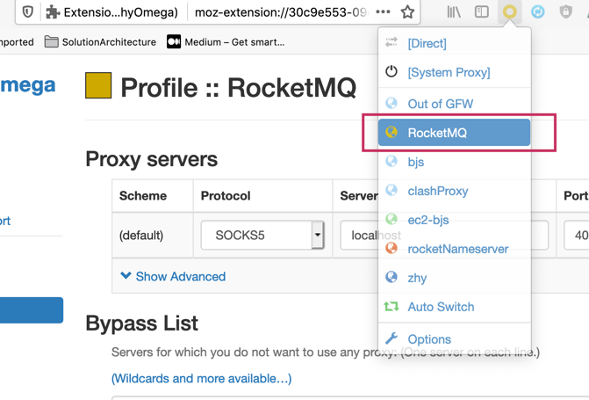 Extensio...hyOmega)
moz-extension://30c9e553-09
mported
SolutionArchitecture
Medium – Get smart...
mega
Profile :: RocketMQ
Proxy servers
Scheme
Protocol
Server
Port
(default)
SOCKS5
localhost
40
ort
Show Advanced
Bypass List
Servers for which you do not want to use any proxy: (One server on each line.)
(Wildcards and more available…)
[Direct]
[System Proxy]
Out of GFW
RocketMQ
bjs
clashProxy
ec2-bjs
rocketNameserver
zhy
Auto Switch
Options